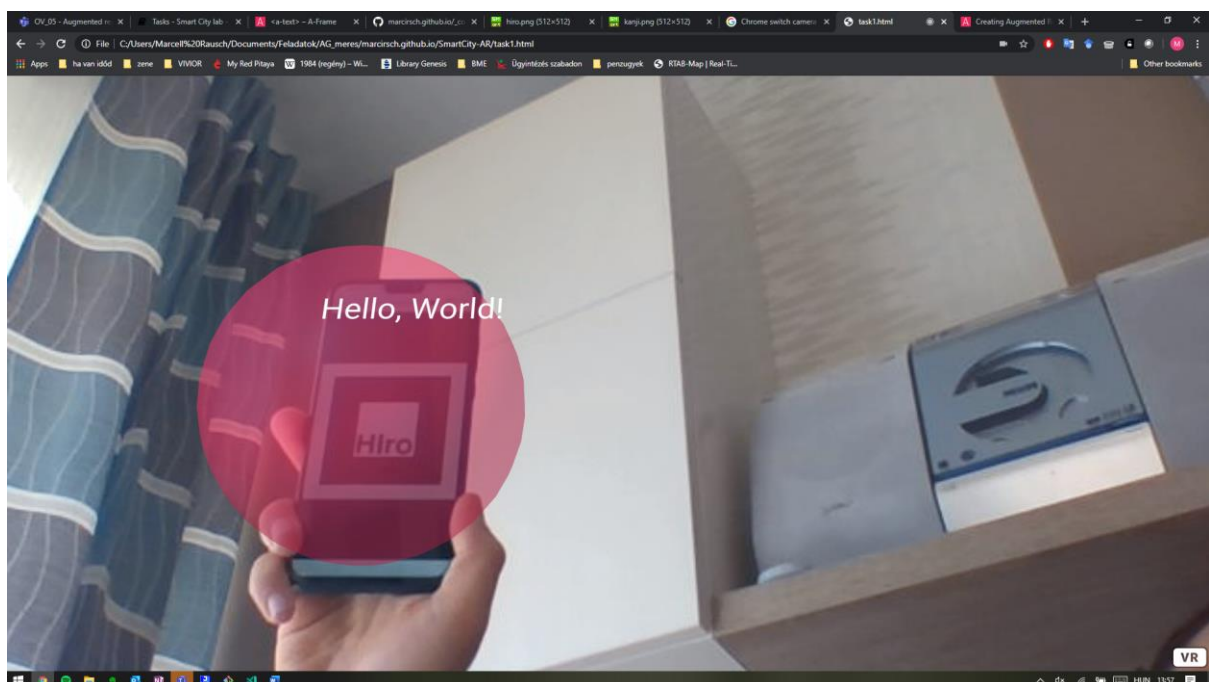 OV_05 - Augmented re
Tasks - Smart City lab -
<a-text> – A-Frame
marcirsch.github.io/_co
hiro.png (512×512)
kanji.png (512×512)
Chrome switch camera
task1.html
Creating Augmented R
File
C:/Users/Marcell%20Rausch/Documents/Feladatok/AG_meres/marcirsch.github.io/SmartCity-AR/task1.html
Apps
ha van időd
zene
VIVIOR
My Red Pitaya
1984 (regény) – Wi...
Library Genesis
BME
Ügyintézés szabadon
penzugyek
RTAB-Map | Real-Ti...
Other bookmarks
Hello, World!
HIro
VR
HUN
13:57